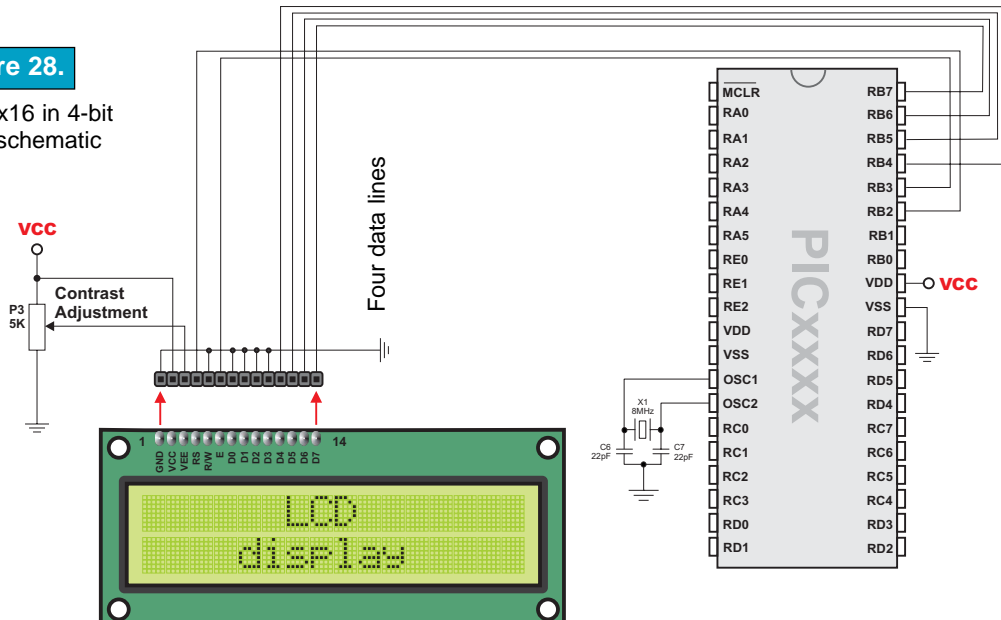 re 28.
x16 in 4-bit
schematic
VCC
P3
5K
Contrast
Adjustment
Four data lines
1
14
GND
VCC
VEE
RS
R/W
E
D0
D1
D2
D3
D4
D5
D6
D7
LCD
display
MCLR
RA0
RA1
RA2
RA3
RA4
RA5
RE0
RE1
RE2
VDD
VSS
OSC1
OSC2
RC0
RC1
RC2
RC3
RD0
RD1
PICxxxx
RB7
RB6
RB5
RB4
RB3
RB2
RB1
RB0
VDD
VSS
RD7
RD6
RD5
RD4
RC7
RC6
RC5
RC4
RD3
RD2
VCC
X1
8MHz
C6
22pF
C7
22pF